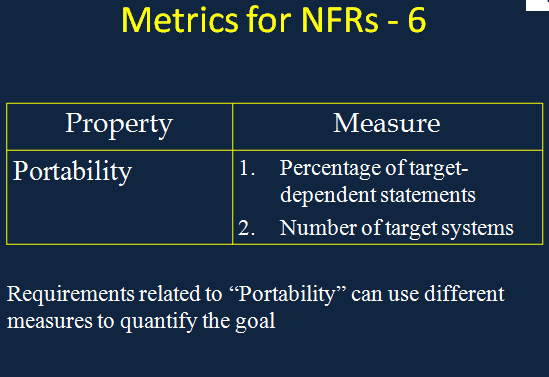 Metrics for NFRs - 6
Property
Measure
Portability
1. Percentage of target-
dependent statements
2. Number of target systems
Requirements related to “Portability” can use different
measures to quantify the goal